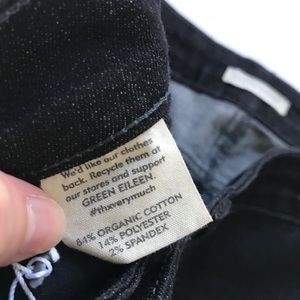 We'd like our clothes
back. Recycle them at
our stores and support
GREEN EILEEN.
#thxverymuch
84% ORGANIC COTTON
14% POLYESTER
2% SPANDEX